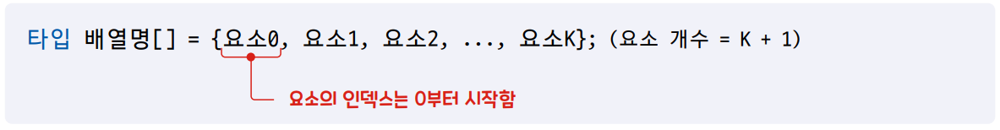 타입 배열명[] = {요소0, 요소1, 요소2, ..., 요소K}; (요소 개수 = K + 1)
요소의 인덱스는 0부터 시작함